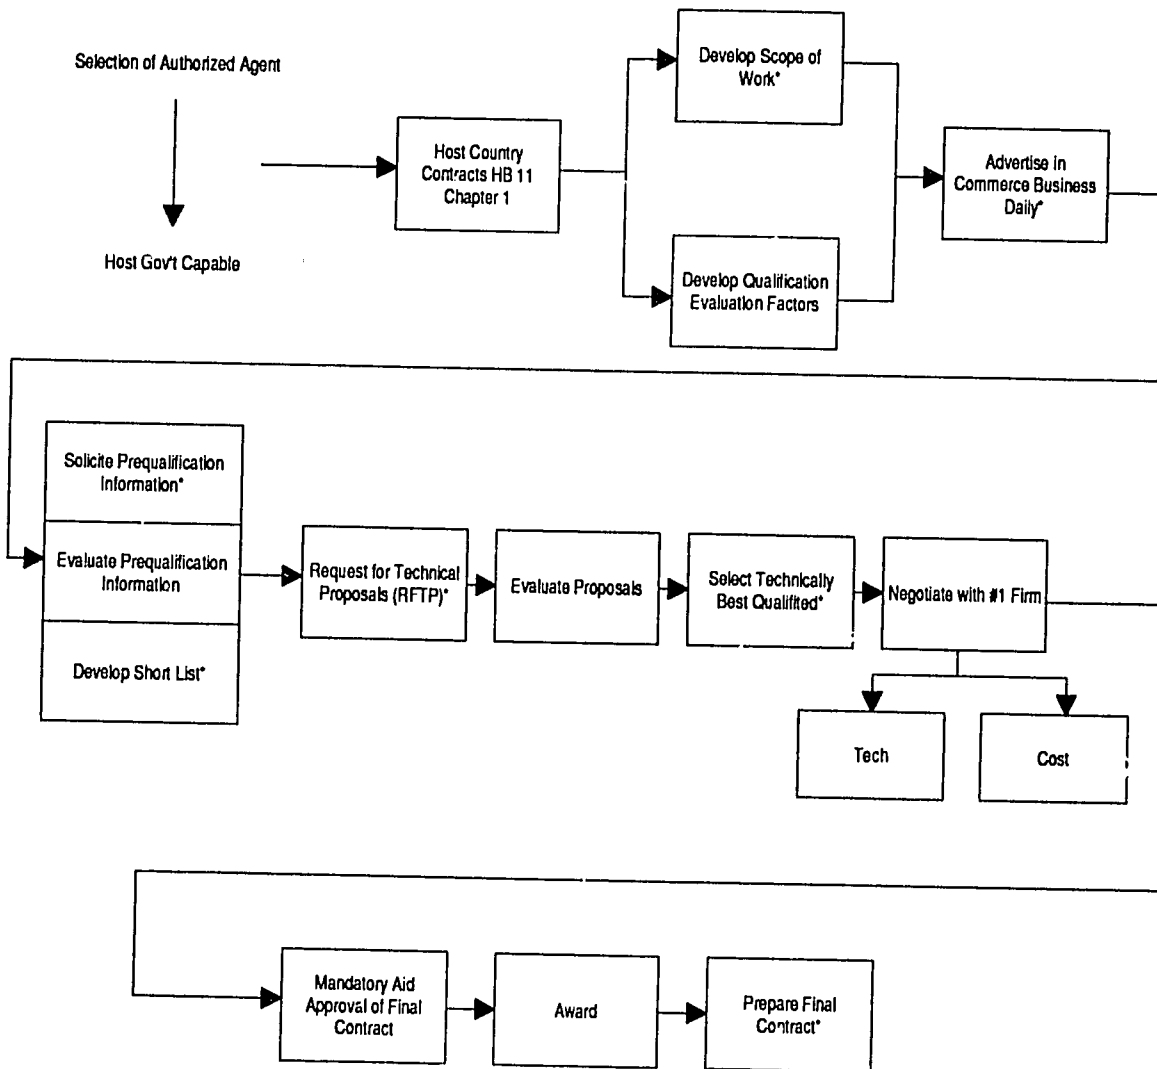 Selection of Authorized Agent
Host Gov't Capable
Host Country
Contracts HB 11
Chapter 1
Develop Scope of
Work*
Develop Qualification
Evaluation Factors
Advertise in
Commerce Business
Daily*
Solicite Prequalification
Information*
Evaluate Prequalification
Information
Develop Short List*
Request for Technical
Proposals (RFTP)*
Evaluate Proposals
Select Technically
Best Qualifited*
Negotiate with #1 Firm
Tech
Cost
Mandatory Aid
Approval of Final
Contract
Award
Prepare Final
Contract*